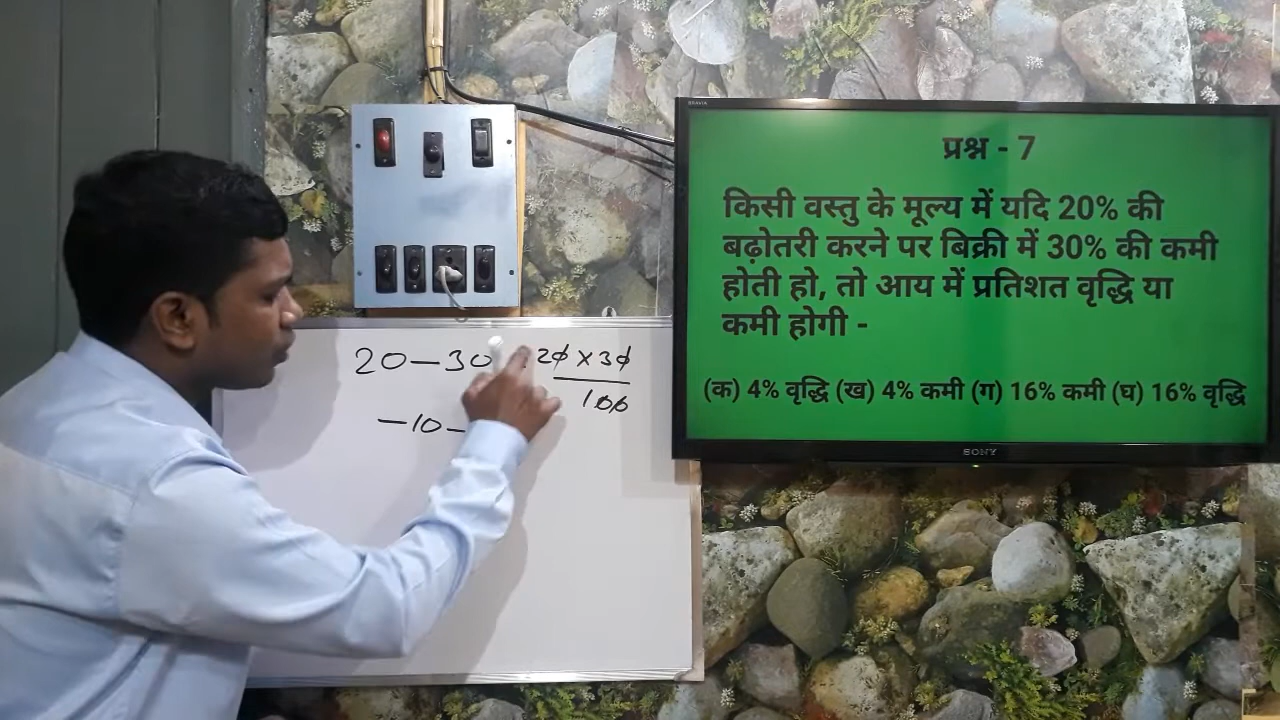 BRAVIA
प्रश्न - 7
किसी वस्तु के मूल्य में यदि 20% की
बढ़ोतरी करने पर बिक्री में 30% की कमी
होती हो, तो आय में प्रतिशत वृद्धि या
कमी होगी -
(क) 4% वृद्धि (ख) 4% कमी (ग) 16% कमी (घ) 16% वृद्धि
SONY
20 — 30 20 × 30
100
— 10 —